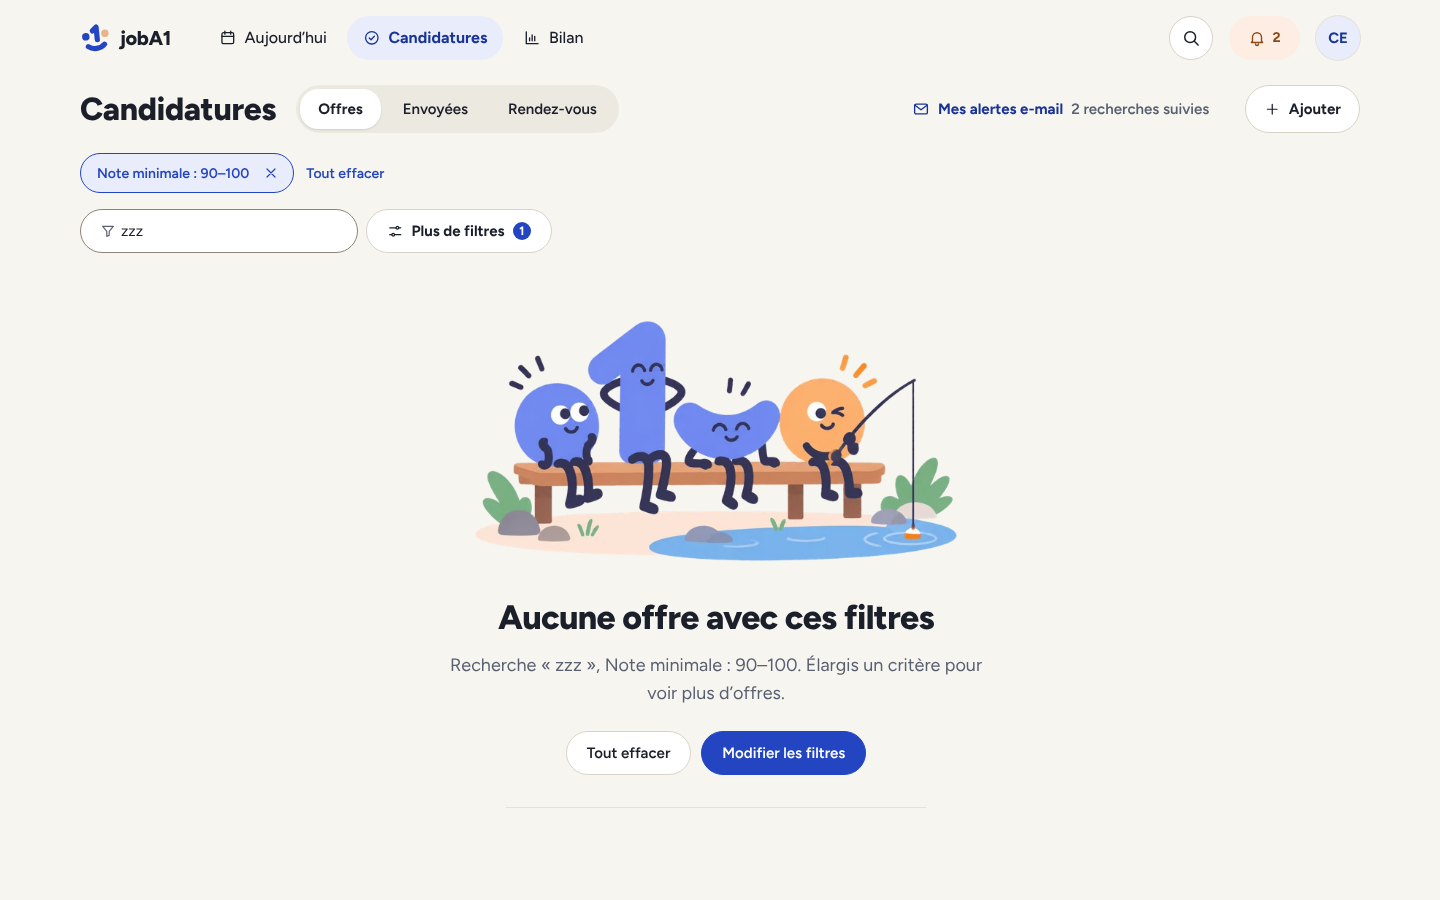 jobA1
Aujourd’hui
Candidatures
Bilan
2
CE
Candidatures
Offres
Envoyées
Rendez-vous
Mes alertes e-mail 2 recherches suivies
Ajouter
Note minimale : 90–100
Tout effacer
zzz
Plus de filtres 1
Aucune offre avec ces filtres
Recherche « zzz », Note minimale : 90–100. Élargis un critère pour
voir plus d’offres.
Tout effacer
Modifier les filtres